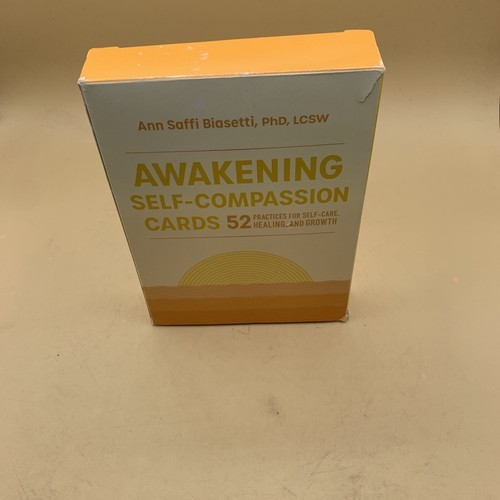 Ann Saffi Biasetti, PhD, LCSW
AWAKENING
SELF-COMPASSION
CARDS 52 PRACTICES FOR SELF-CARE,
HEALING, AND GROWTH